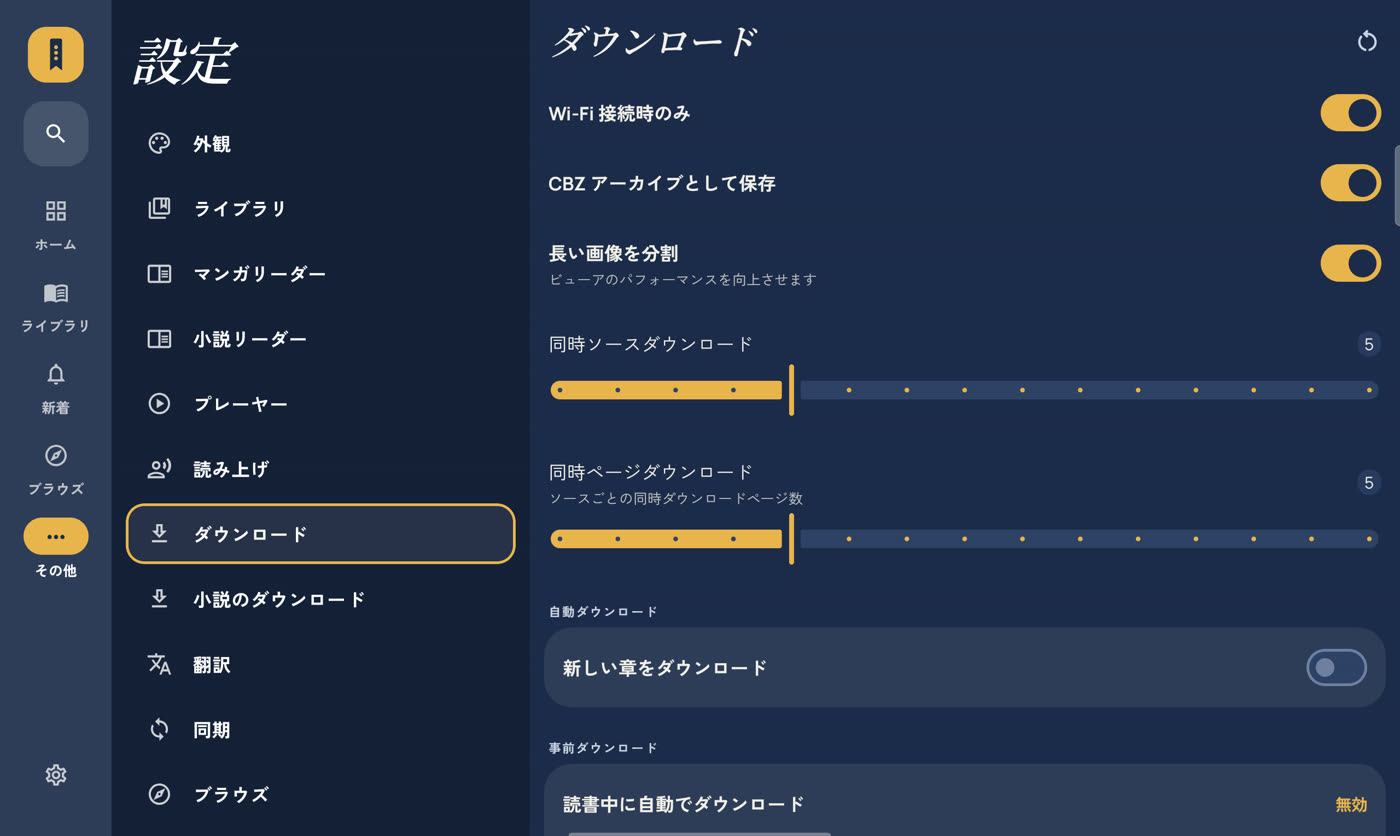 設定
ホーム
ライブラリ
新着
ブラウズ
その他
外観
ライブラリ
マンガリーダー
小説リーダー
プレーヤー
読み上げ
ダウンロード
小説のダウンロード
翻訳
同期
ブラウズ
ダウンロード
Wi-Fi 接続時のみ
CBZ アーカイブとして保存
長い画像を分割
ビューアのパフォーマンスを向上させます
同時ソースダウンロード
5
同時ページダウンロード
ソースごとの同時ダウンロードページ数
5
自動ダウンロード
新しい章をダウンロード
事前ダウンロード
読書中に自動でダウンロード
無効